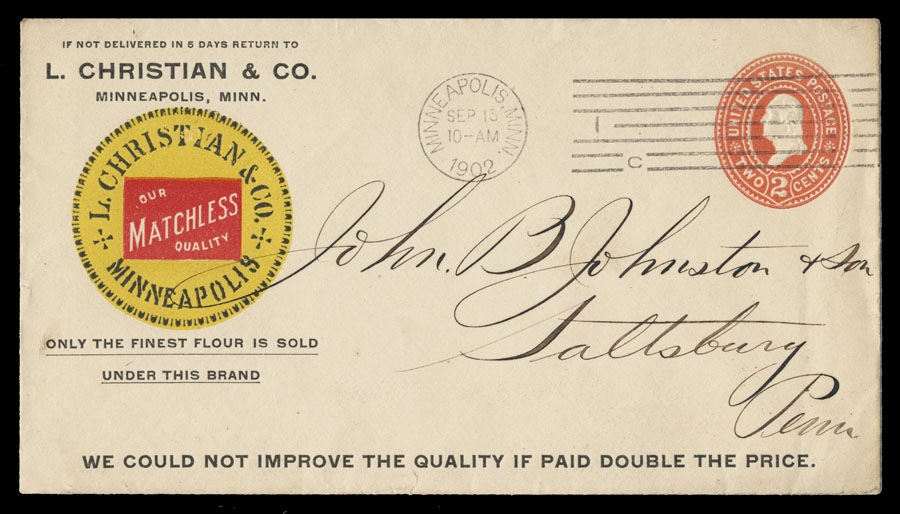 IF NOT DELIVERED IN 5 DAYS RETURN TO
L. CHRISTIAN & CO.
MINNEAPOLIS, MINN.
L. CHRISTIAN & CO.
OUR
MATCHLESS
QUALITY
MINNEAPOLIS
ONLY THE FINEST FLOUR IS SOLD
UNDER THIS BRAND
MINNEAPOLIS, MINN.
SEP 13
10-AM
1902
C
UNITED STATES POSTAGE
TWO 2 CENTS
John. B Johnston & Son
Saltsburg
Penna
WE COULD NOT IMPROVE THE QUALITY IF PAID DOUBLE THE PRICE.